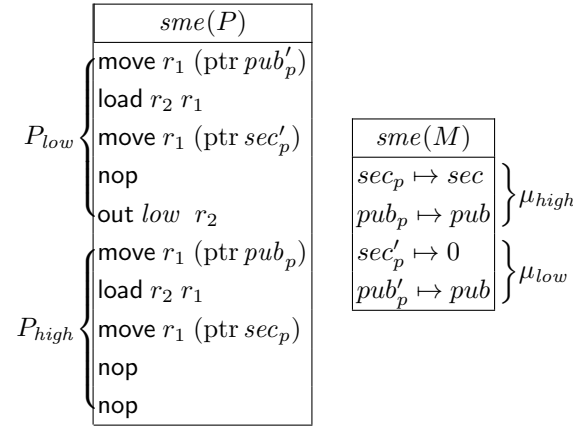 sme(P)
P_low
move r_1 (ptr pub'_p)
load r_2 r_1
move r_1 (ptr sec'_p)
nop
out low r_2
P_high
move r_1 (ptr pub_p)
load r_2 r_1
move r_1 (ptr sec_p)
nop
nop
sme(M)
sec_p ↦ sec
pub_p ↦ pub
μ_high
sec'_p ↦ 0
pub'_p ↦ pub
μ_low